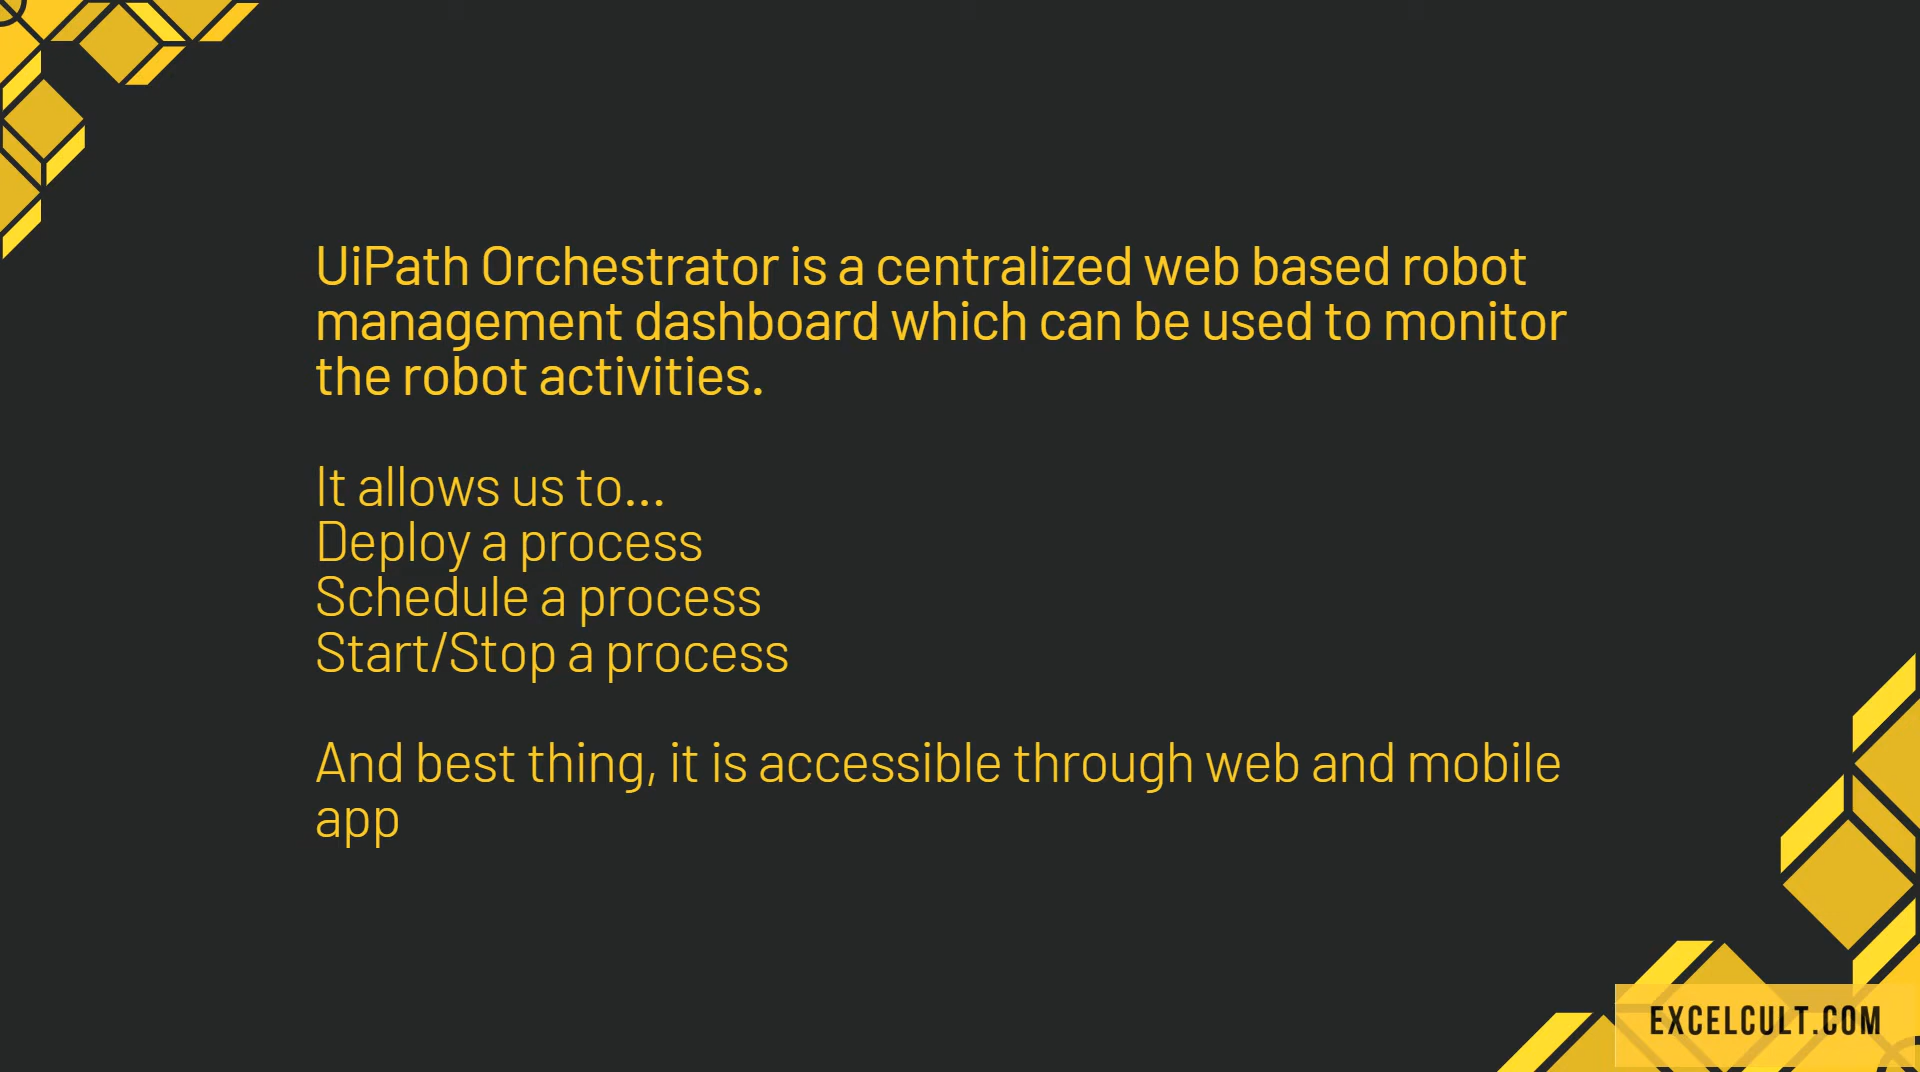 UiPath Orchestrator is a centralized web based robot
management dashboard which can be used to monitor
the robot activities.
It allows us to...
Deploy a process
Schedule a process
Start/Stop a process
And best thing, it is accessible through web and mobile
app
EXCELCULT.COM